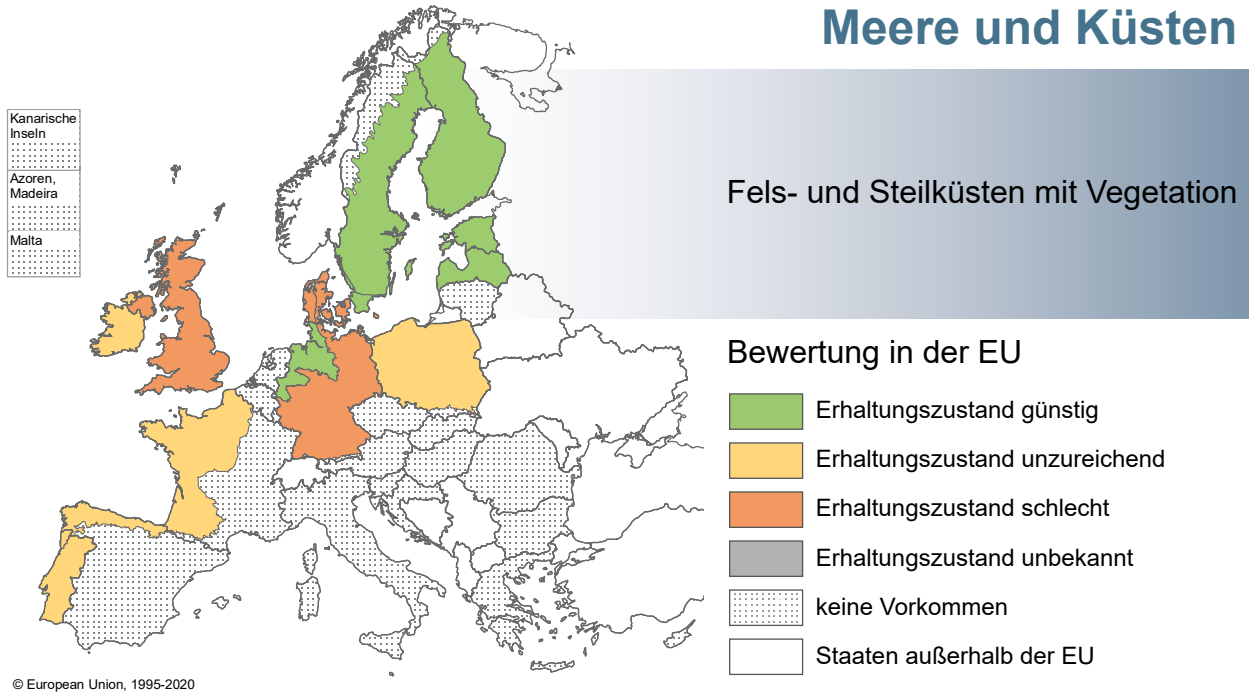 Meere und Küsten
Kanarische
Inseln
Azoren,
Madeira
Malta
Fels- und Steilküsten mit Vegetation
Bewertung in der EU
Erhaltungszustand günstig
Erhaltungszustand unzureichend
Erhaltungszustand schlecht
Erhaltungszustand unbekannt
keine Vorkommen
Staaten außerhalb der EU
© European Union, 1995-2020